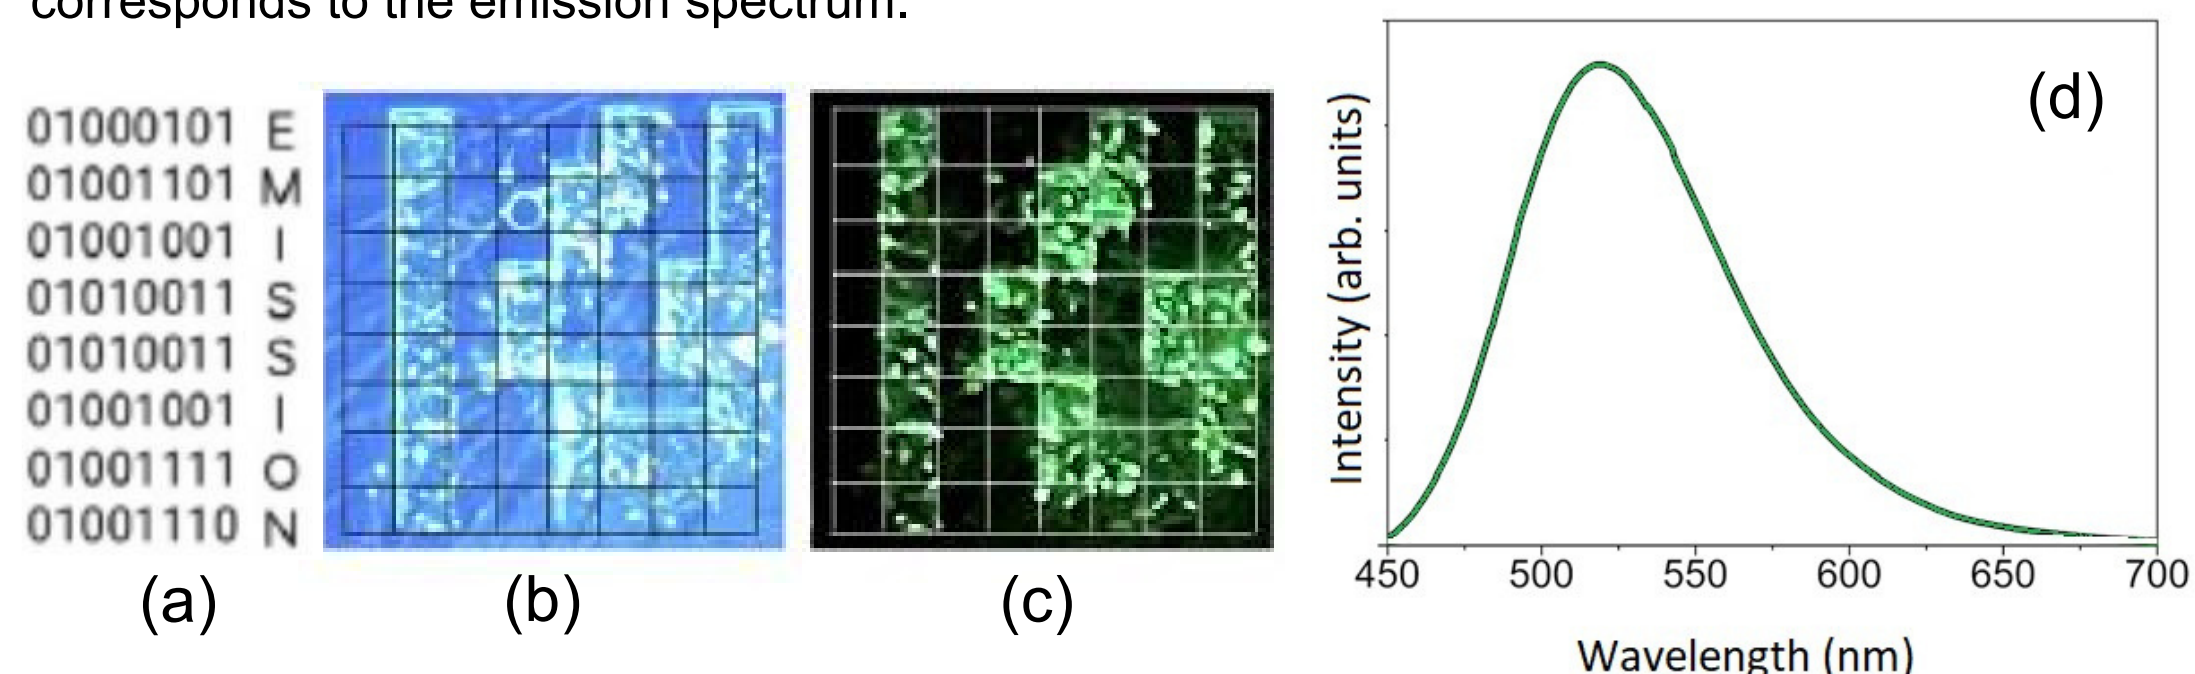 corresponds to the emission spectrum.
01000101 E
01001101 M
01001001 I
01010011 S
01010011 S
01001001 I
01001111 O
01001110 N
(a)
(b)
(c)
(d)
Intensity (arb. units)
450 500 550 600 650 700
Wavelength (nm)